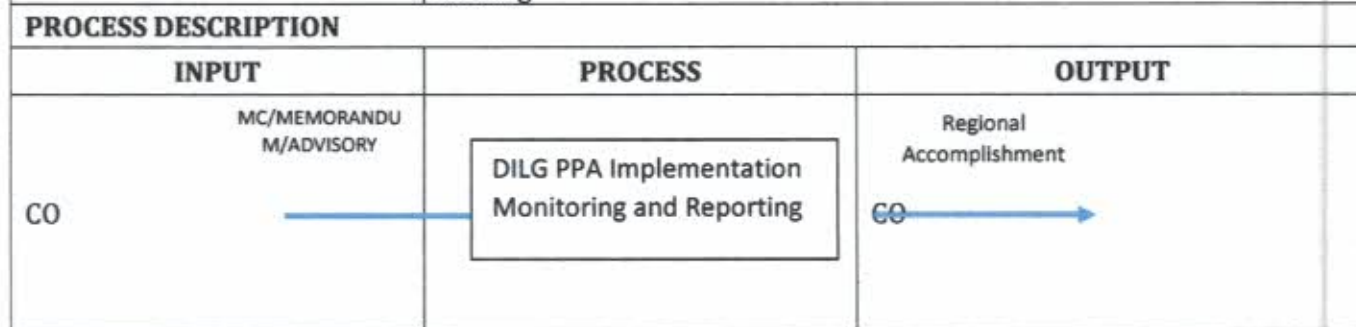 PROCESS DESCRIPTION
INPUT PROCESS OUTPUT
MC/MEMORANDU
M/ADVISORY
CO
DILG PPA Implementation
Monitoring and Reporting
Regional
Accomplishment
CO